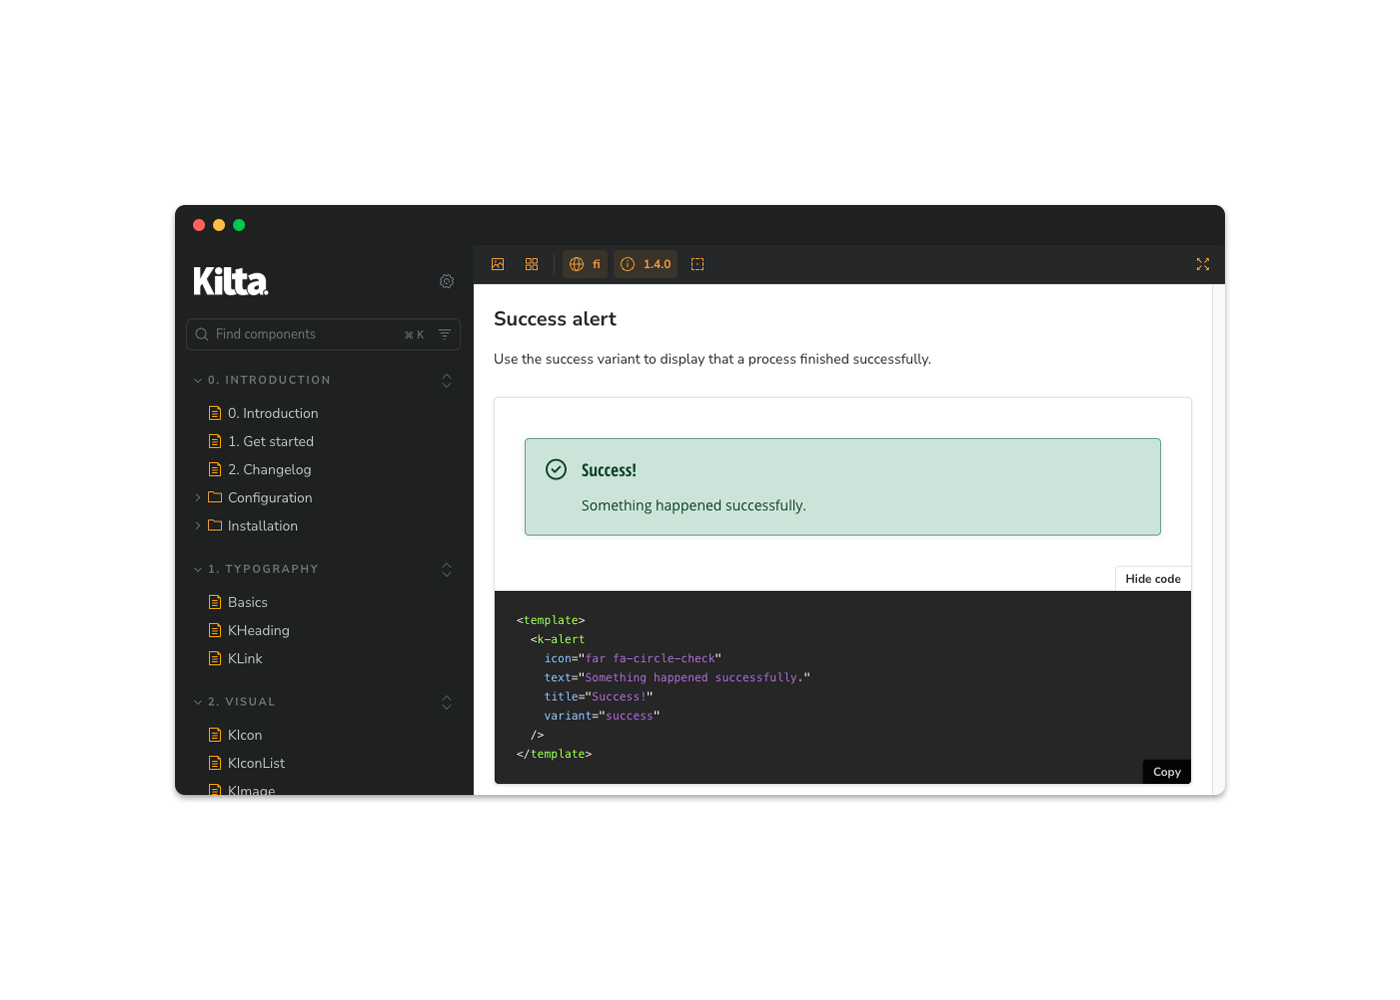 Kilta.
Find components
⌘ K
0. INTRODUCTION
0. Introduction
1. Get started
2. Changelog
Configuration
Installation
1. TYPOGRAPHY
Basics
KHeading
KLink
2. VISUAL
KIcon
KIconList
KImage
fi
1.4.0
Success alert
Use the success variant to display that a process finished successfully.
Success!
Something happened successfully.
Hide code
<template>
<k-alert
icon="far fa-circle-check"
text="Something happened successfully."
title="Success!"
variant="success"
/>
</template>
Copy